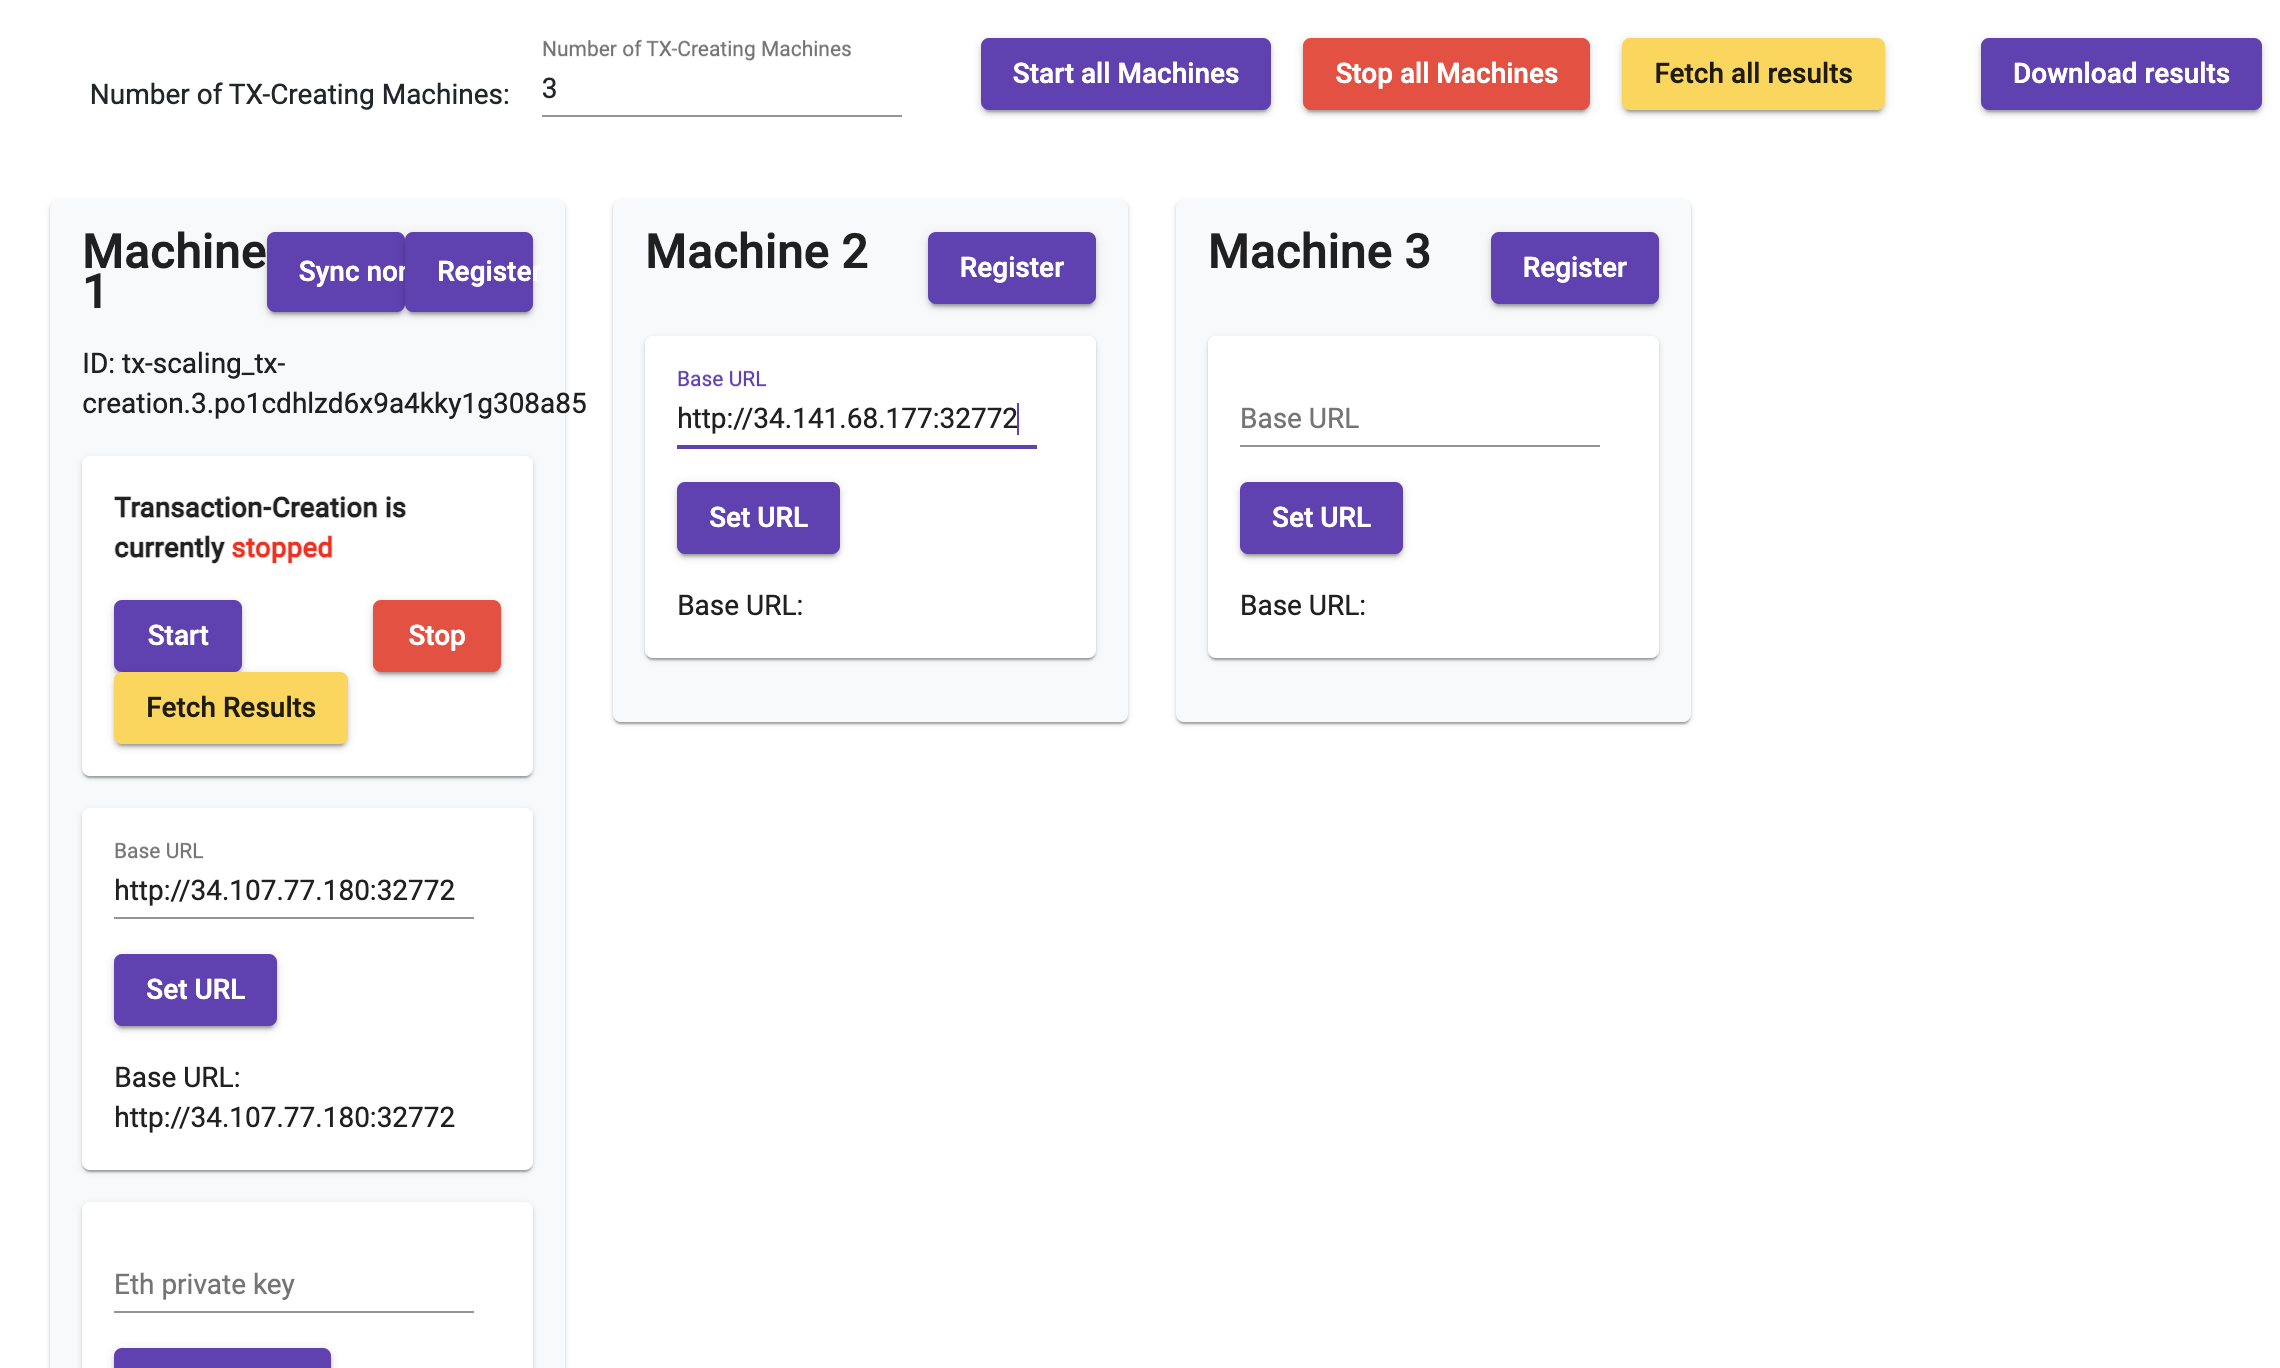 Number of TX-Creating Machines:
Number of TX-Creating Machines
3
Start all Machines
Stop all Machines
Fetch all results
Download results
Machine
1
Sync nor
Register
ID: tx-scaling_tx-
creation.3.po1cdhlzd6x9a4kky1g308a85
Transaction-Creation is
currently stopped
Start
Stop
Fetch Results
Base URL
http://34.107.77.180:32772
Set URL
Base URL:
http://34.107.77.180:32772
Eth private key
Machine 2
Register
Base URL
http://34.141.68.177:32772
Set URL
Base URL:
Machine 3
Register
Base URL
Set URL
Base URL: